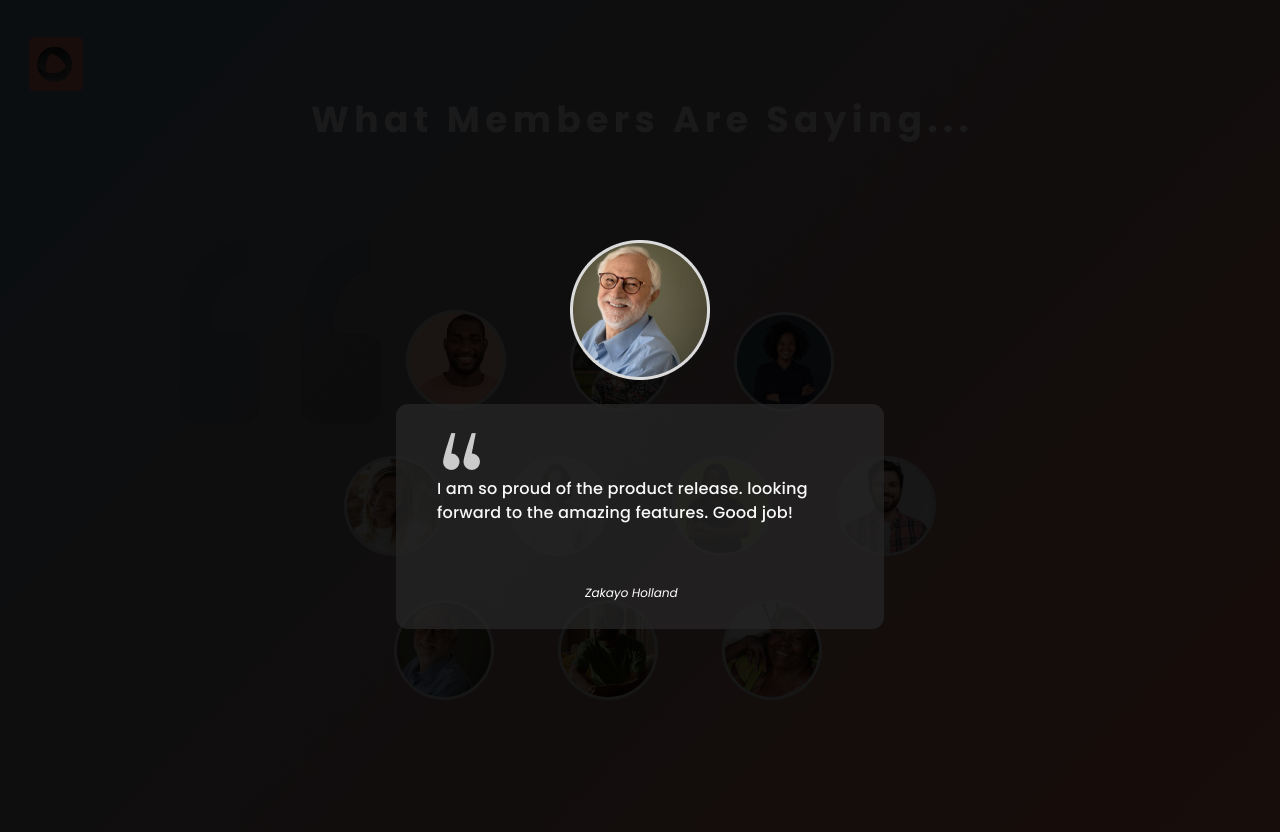 What Members Are Saying...
“
I am so proud of the product release. looking
forward to the amazing features. Good job!
Zakayo Holland